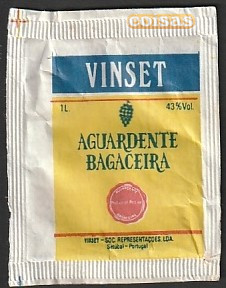 coisas
VINSET
1L. 43%Vol.
AGUARDENTE
BAGACEIRA
VINSET - SOC REPRESENTAÇÕES, LDA.
Setúbal - Portugal